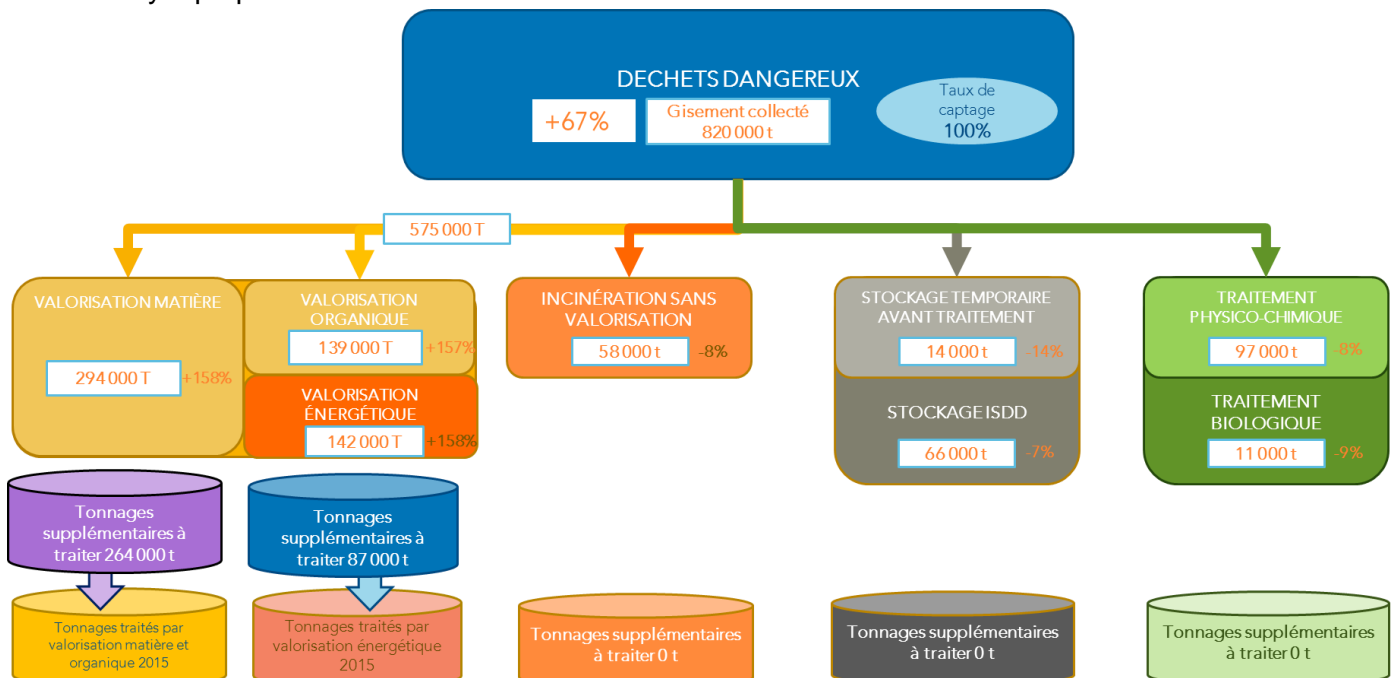 DECHETS DANGEREUX
+67%
Gisement collecté
820 000 t
Taux de
captage
100%
575 000 T
VALORISATION MATIÈRE
294 000 T
+158%
VALORISATION
ORGANIQUE
139 000 T
+157%
VALORISATION
ÉNERGÉTIQUE
142 000 T
+158%
INCINÉRATION SANS
VALORISATION
58 000 t
-8%
STOCKAGE TEMPORAIRE
AVANT TRAITEMENT
14 000 t
-14%
STOCKAGE ISDD
66 000 t
-7%
TRAITEMENT
PHYSICO-CHIMIQUE
97 000 t
-8%
TRAITEMENT
BIOLOGIQUE
11 000 t
-9%
Tonnages
supplémentaires à
traiter 264 000 t
Tonnages
supplémentaires à
traiter 87 000 t
Tonnages traités par
valorisation matière et
organique 2015
Tonnages traités par
valorisation énergétique
2015
Tonnages supplémentaires
à traiter 0 t
Tonnages supplémentaires
à traiter 0 t
Tonnages supplémentaires
à traiter 0 t